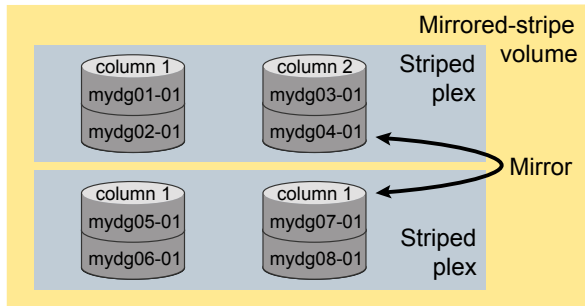 Mirrored-stripe
volume
column 1
mydg01-01
mydg02-01
column 2
mydg03-01
mydg04-01
Striped
plex
Mirror
column 1
mydg05-01
mydg06-01
column 1
mydg07-01
mydg08-01
Striped
plex